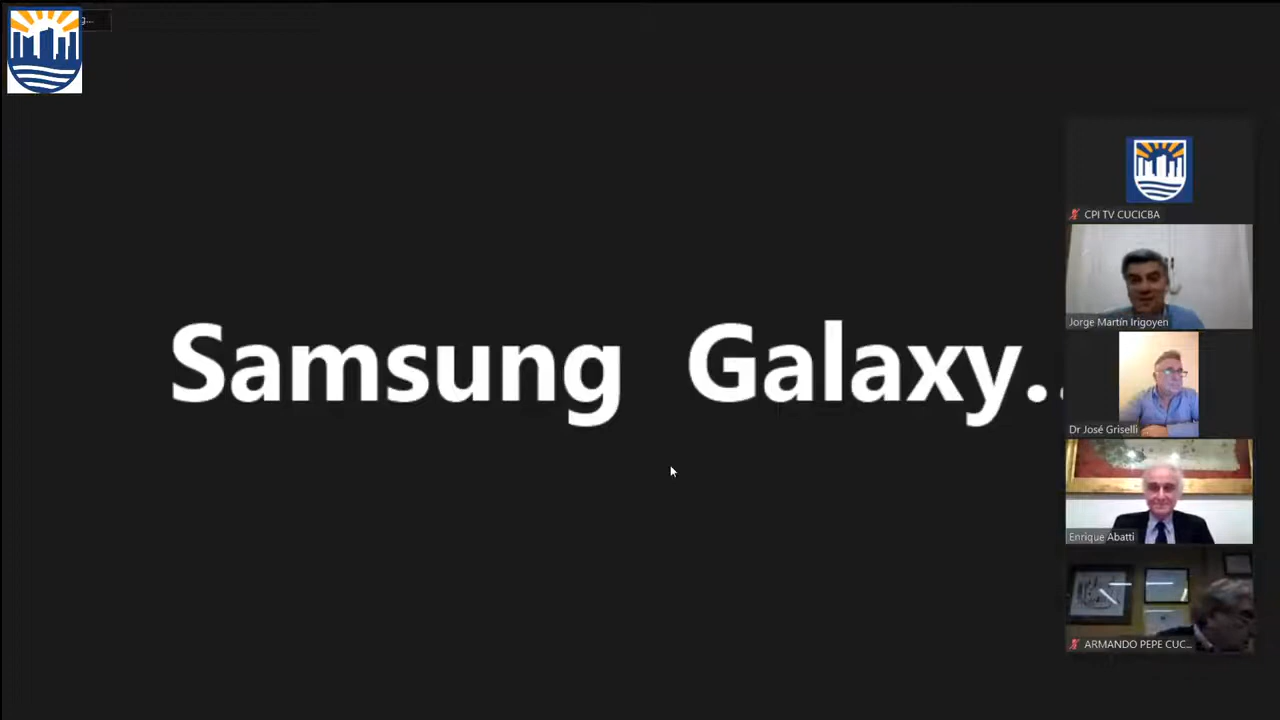 Samsung Galaxy...
CPI TV CUCICBA
Jorge Martín Irigoyen
Dr José Griselli
Enrique Abatti
ARMANDO PEPE CUC...